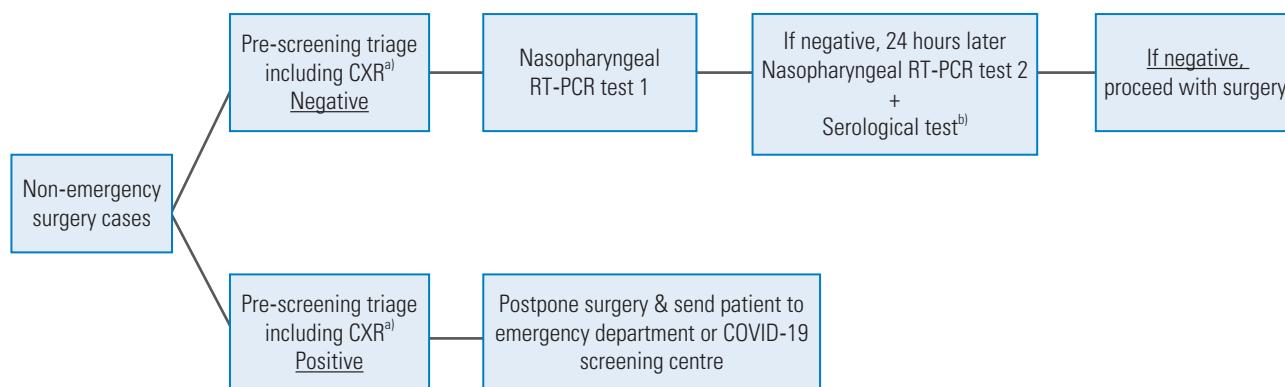 Non-emergency
surgery cases
Pre-screening triage
including CXRᵃ⁾
Negative
Nasopharyngeal
RT-PCR test 1
If negative, 24 hours later
Nasopharyngeal RT-PCR test 2
+
Serological testᵇ⁾
If negative,
proceed with surgery
Pre-screening triage
including CXRᵃ⁾
Positive
Postpone surgery & send patient to
emergency department or COVID-19
screening centre